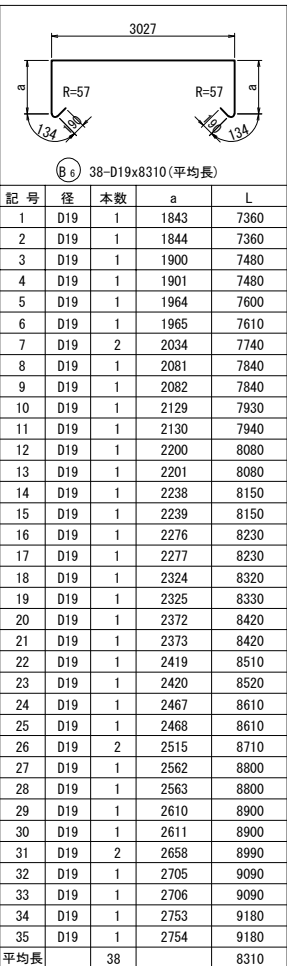 3027
a
a
R=57
R=57
134
190
190
134
B6 38-D19x8310(平均長)
記 号 径 本数 a L
1 D19 1 1843 7360
2 D19 1 1844 7360
3 D19 1 1900 7480
4 D19 1 1901 7480
5 D19 1 1964 7600
6 D19 1 1965 7610
7 D19 2 2034 7740
8 D19 1 2081 7840
9 D19 1 2082 7840
10 D19 1 2129 7930
11 D19 1 2130 7940
12 D19 1 2200 8080
13 D19 1 2201 8080
14 D19 1 2238 8150
15 D19 1 2239 8150
16 D19 1 2276 8230
17 D19 1 2277 8230
18 D19 1 2324 8320
19 D19 1 2325 8330
20 D19 1 2372 8420
21 D19 1 2373 8420
22 D19 1 2419 8510
23 D19 1 2420 8520
24 D19 1 2467 8610
25 D19 1 2468 8610
26 D19 2 2515 8710
27 D19 1 2562 8800
28 D19 1 2563 8800
29 D19 1 2610 8900
30 D19 1 2611 8900
31 D19 2 2658 8990
32 D19 1 2705 9090
33 D19 1 2706 9090
34 D19 1 2753 9180
35 D19 1 2754 9180
平均長 38 8310